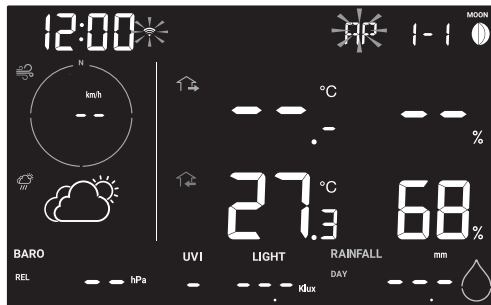 12:00 AP 1-1 MOON
N
km/h
-- °C
--.- -- %
27.3 °C 68%
BARO UVI LIGHT RAINFALL mm
REL -- hPa - ---.- Klux DAY ---.-